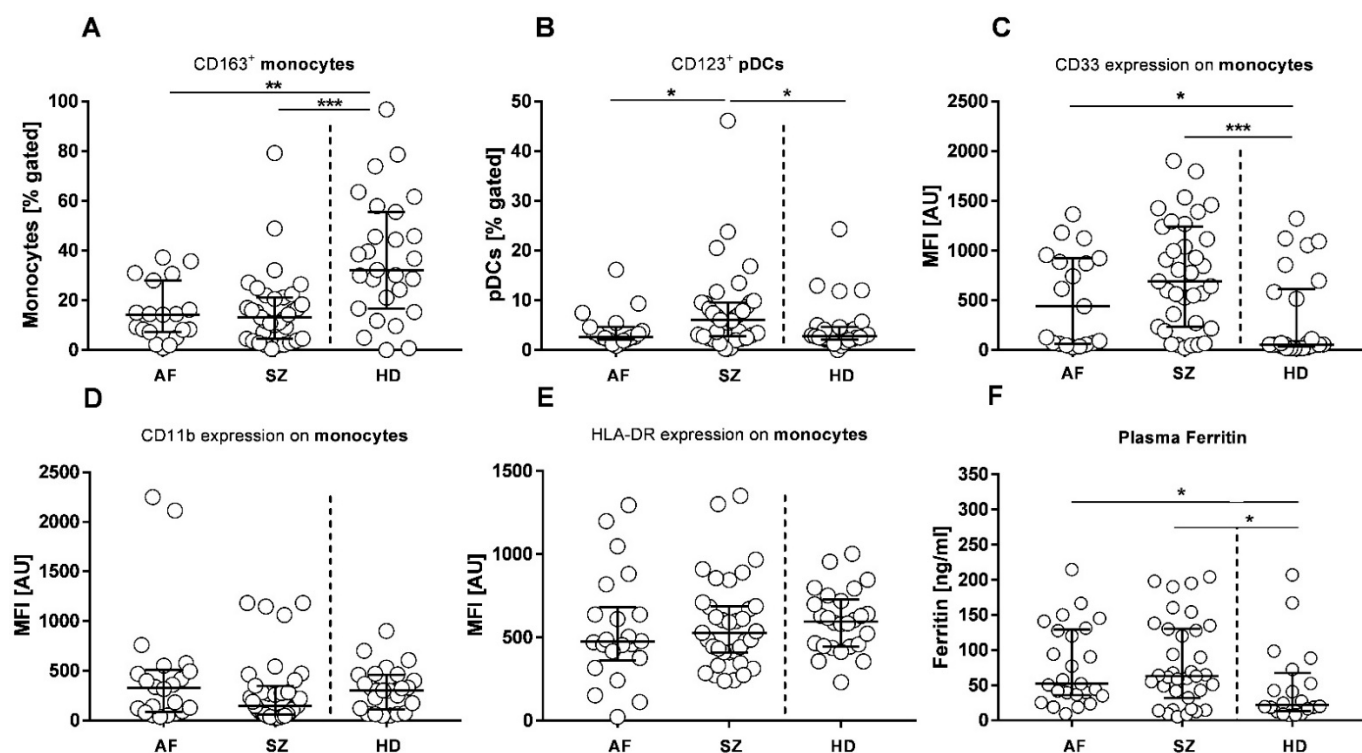 A
CD163+ monocytes
**
***
Monocytes [% gated]
100
80
60
40
20
0
AF
SZ
HD
B
CD123+ pDCs
*
*
pDCs [% gated]
50
40
30
20
10
0
AF
SZ
HD
C
CD33 expression on monocytes
*
***
MFI [AU]
2500
2000
1500
1000
500
0
AF
SZ
HD
D
CD11b expression on monocytes
MFI [AU]
2500
2000
1500
1000
500
0
AF
SZ
HD
E
HLA-DR expression on monocytes
MFI [AU]
1500
1000
500
0
AF
SZ
HD
F
Plasma Ferritin
*
*
Ferritin [ng/ml]
350
300
250
200
150
100
50
0
AF
SZ
HD